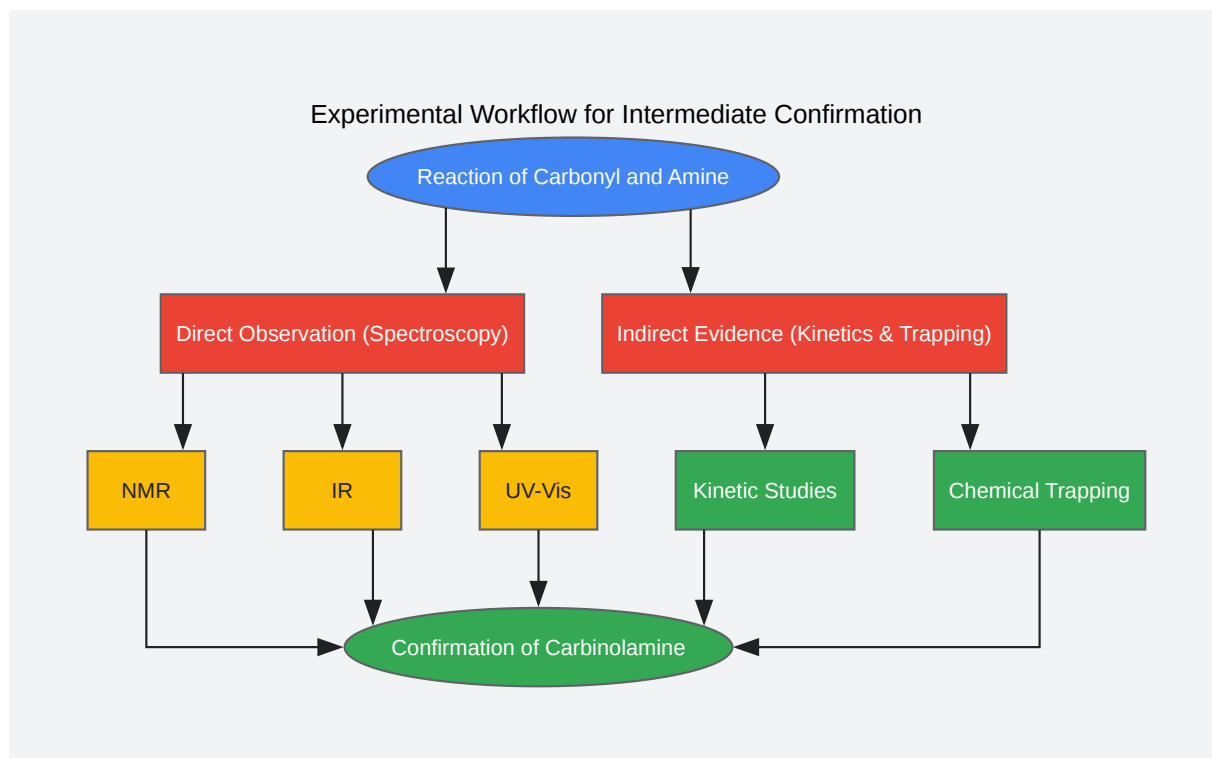 Experimental Workflow for Intermediate Confirmation
Reaction of Carbonyl and Amine
Direct Observation (Spectroscopy)
Indirect Evidence (Kinetics & Trapping)
NMR
IR
UV-Vis
Kinetic Studies
Chemical Trapping
Confirmation of Carbinolamine